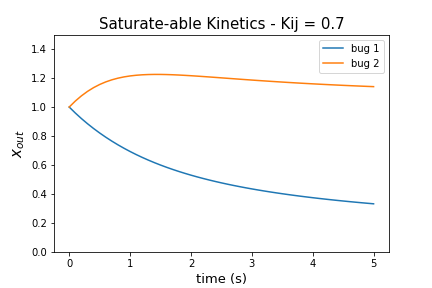 Saturate-able Kinetics - Kij = 0.7
bug 1
bug 2
1.4
1.2
1.0
0.8
0.6
0.4
0.2
0.0
x_out
0 1 2 3 4 5
time (s)